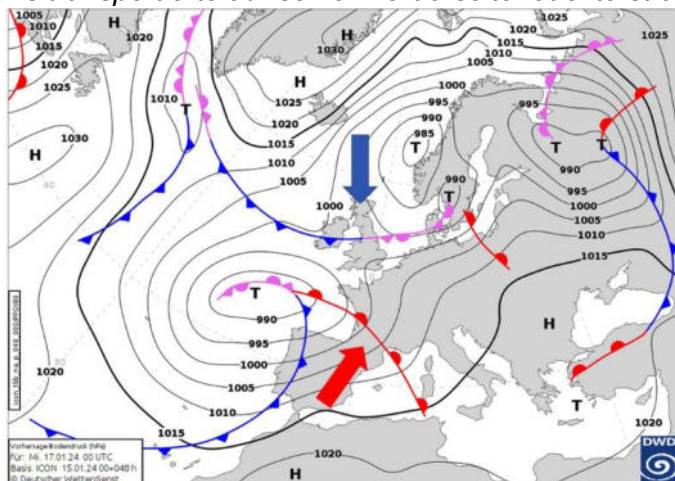 1005
1010
1015
1020
1025
H
1020
H
1030
H
1025
1020
1015
1010
T
1030
H
40
1010
1005
1020
1015
1010
1005
1000
995
990
985
T
1025
995
T
T
990
995
1000
1005
1010
1015
1000
990
T
T
990
995
1000
1005
1010
1015
30
1020
H
T
1020
1020
H
Vorhersage Bodendruck (hPa)
Für: Mi. 17.01.24 00 UTC
Basis: ICON 15.01.24 00+048 h
© Deutscher Wetterdienst
DWD